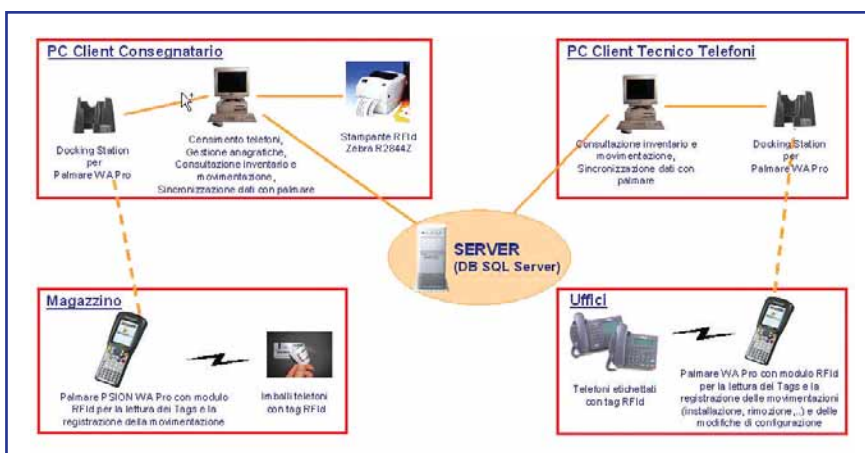 PC Client Consegnatario
Docking Station
per
Palmare WA Pro
Censimento telefoni,
Gestione anagrafiche,
Consultazione inventario e
movimentazione,
Sincronizzazione dati con palmare
Stampante RFId
Zebra R2844Z
PC Client Tecnico Telefoni
Consultazione inventario e
movimentazione,
Sincronizzazione dati con
palmare
Docking Station
per
Palmare WA Pro
SERVER
(DB SQL Server)
Magazzino
Palmare PSION WA Pro con modulo
RFId per la lettura dei Tags e la
registrazione della movimentazione
Imballi telefoni
con tag RFId
Uffici
Telefoni etichettati
con tag RFId
Palmare WA Pro con modulo RFId
per la lettura dei Tags e la
registrazione delle movimentazioni
(installazione, rimozione,..) e delle
modifiche di configurazione